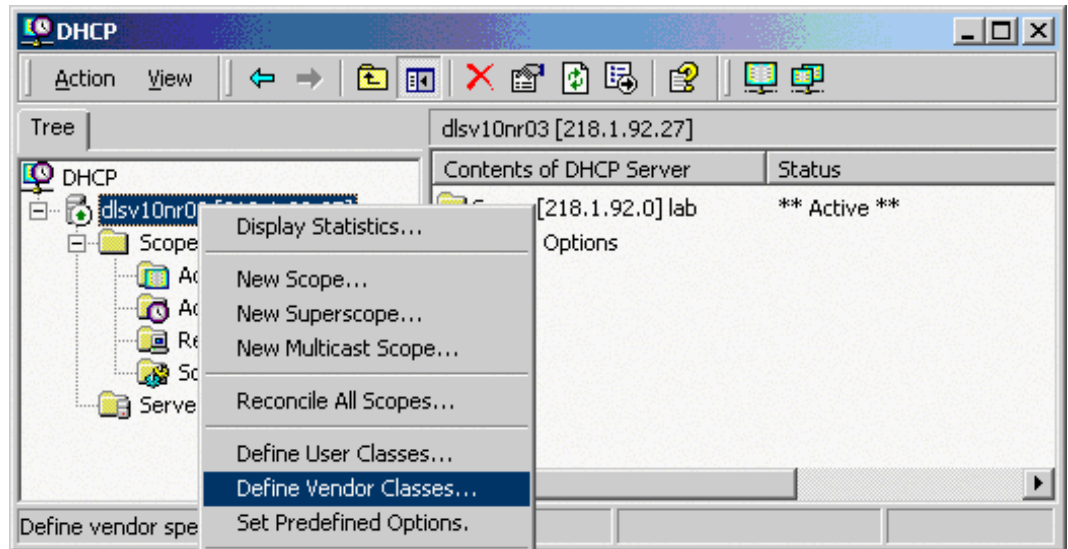 DHCP
Action View
Tree
dlsv10nr03 [218.1.92.27]
DHCP
Contents of DHCP Server Status
[218.1.92.0] lab ** Active **
Options
Scope
Serve
Display Statistics...
New Scope...
New Superscope...
New Multicast Scope...
Reconcile All Scopes...
Define User Classes...
Define Vendor Classes...
Set Predefined Options.
Define vendor spe